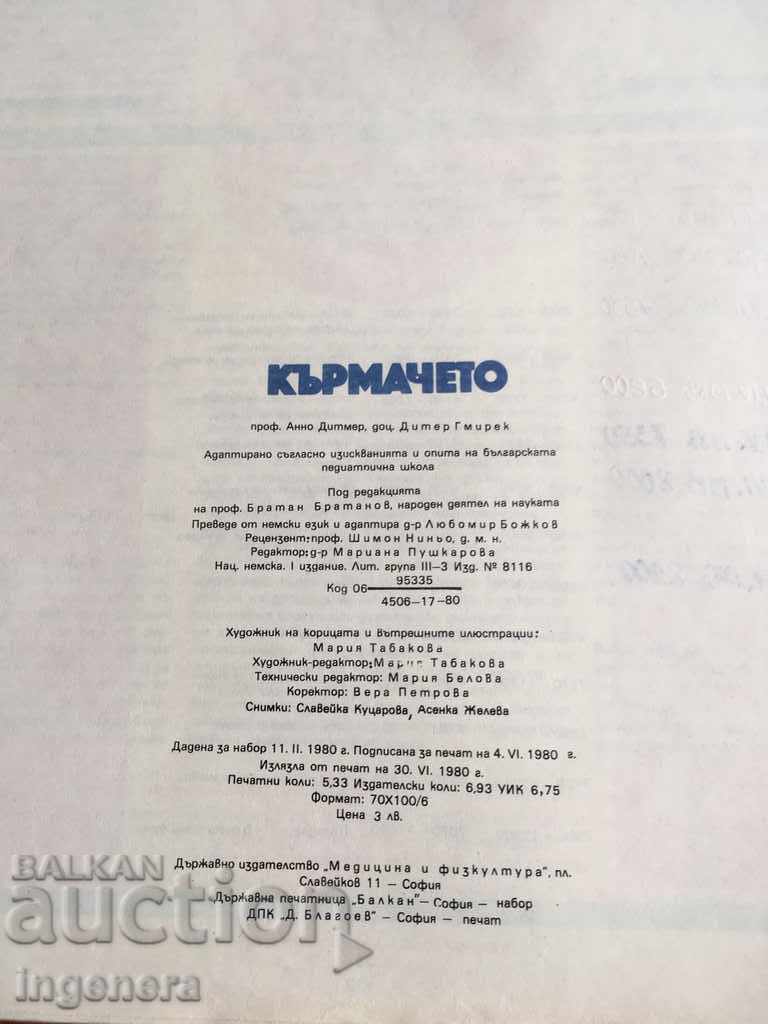 КЪРМАЧЕТО
проф. Анно Дитмер, доц. Дитер Гмирек
Адаптирано съгласно изискванията и опита на българската
педиатрична школа
Под редакцията
на проф. Братан Братанов, народен деятел на науката
Преведе от немски език и адаптира д-р Любомир Божков
Рецензент: проф. Шимон Ниньо, д. м. н.
Редактор: д-р Мариана Пушкарова
Нац. немска. I издание. Лит. група III—3 Изд. № 8116
95335
Код 06
4506—17—80
Художник на корицата и вътрешните илюстрации:
Мария Табакова
Художник-редактор: Мария Табакова
Технически редактор: Мария Белова
Коректор: Вера Петрова
Снимки: Славейка Куцарова, Асенка Желева
Дадена за набор 11. II. 1980 г. Подписана за печат на 4. VI. 1980 г.
Излязла от печат на 30. VI. 1980 г.
Печатни коли: 5,33 Издателски коли: 6,93 УИК 6,75
Формат: 70X100/6
Цена 3 лв.
Държавно издателство „Медицина и физкултура“, пл.
Славейков 11 — София
Държавна печатница „Балкан“— София — набор
ДПК „Д. Благоев“ — София — печат
BALKAN
auction
ingenera